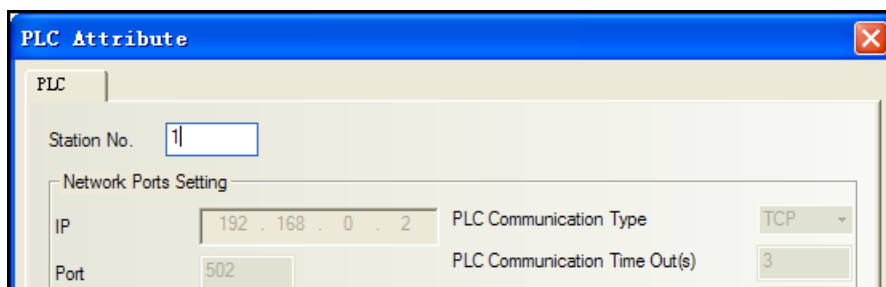 PLC Attribute
PLC
Station No. 1
Network Ports Setting
IP 192 . 168 . 0 . 2 PLC Communication Type TCP
Port 502 PLC Communication Time Out(s) 3